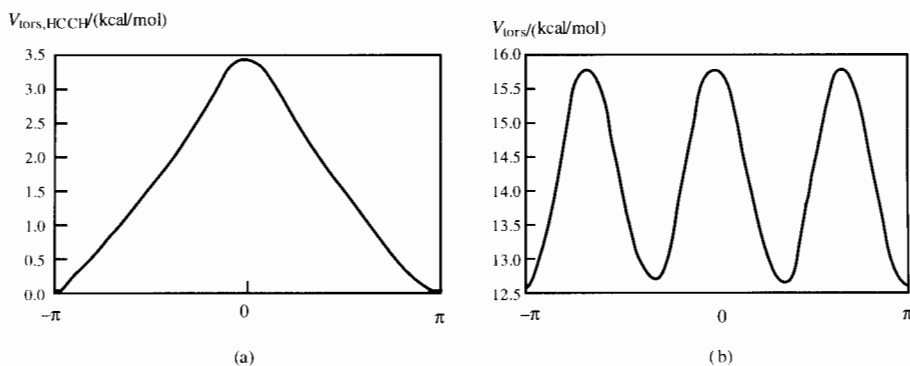 V_tors,HCCH/(kcal/mol)
3.5
3.0
2.5
2.0
1.5
1.0
0.5
0.0
−π
0
π
(a)
V_tors/(kcal/mol)
16.0
15.5
15.0
14.5
14.0
13.5
13.0
12.5
−π
0
π
(b)